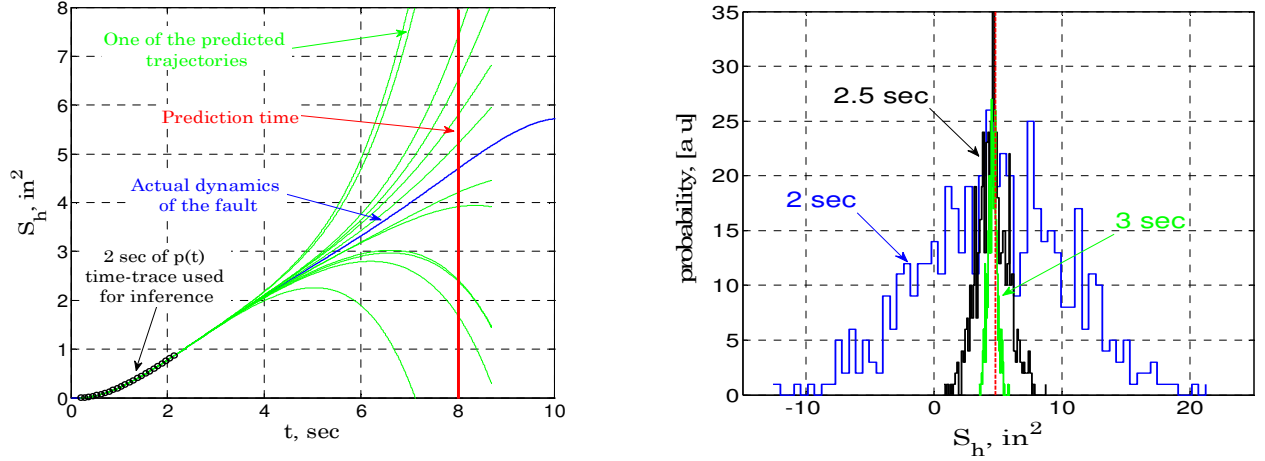 8
7
6
5
4
3
2
1
0
S_h, in^2
One of the predicted
trajectories
Prediction time
Actual dynamics
of the fault
2 sec of p(t)
time-trace used
for inference
0 2 4 6 8 10
t, sec
35
30
25
20
15
10
5
0
probability, [a u]
2.5 sec
2 sec
3 sec
-10 0 10 20
S_h, in^2